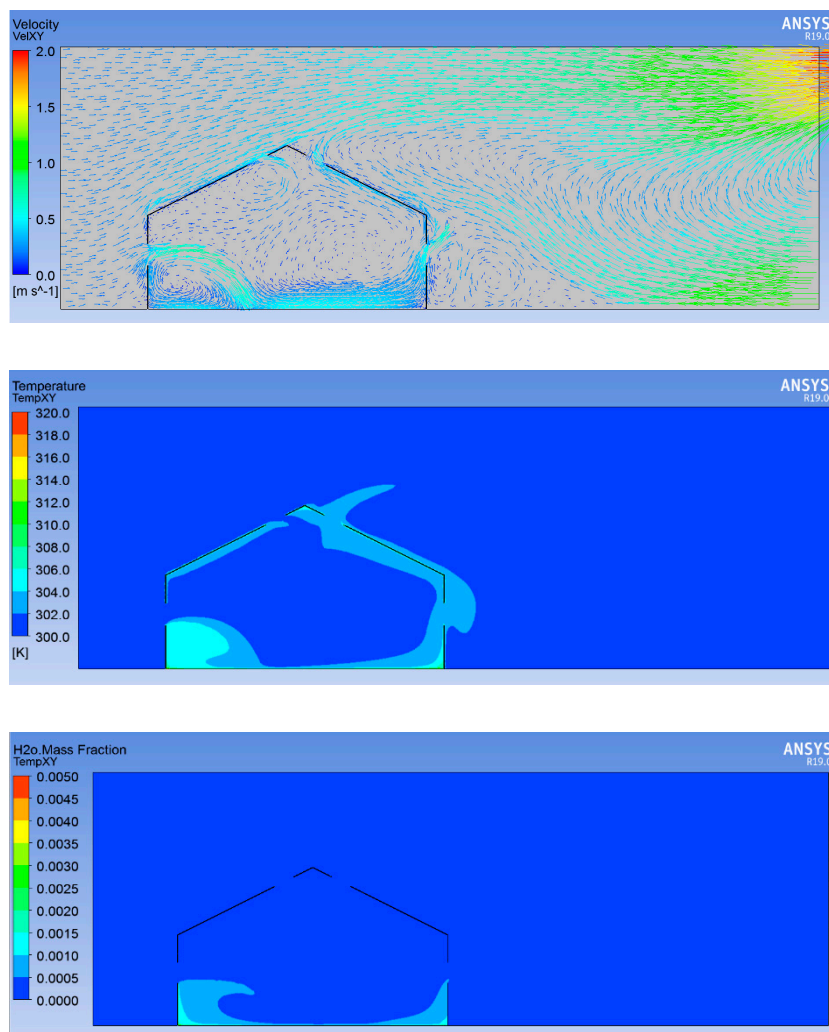 Velocity
VelXY
ANSYS
R19.0
2.0
1.5
1.0
0.5
0.0
[m s^-1]
Temperature
TempXY
ANSYS
R19.0
320.0
318.0
316.0
314.0
312.0
310.0
308.0
306.0
304.0
302.0
300.0
[K]
H2o.Mass Fraction
TempXY
ANSYS
R19.0
0.0050
0.0045
0.0040
0.0035
0.0030
0.0025
0.0020
0.0015
0.0010
0.0005
0.0000